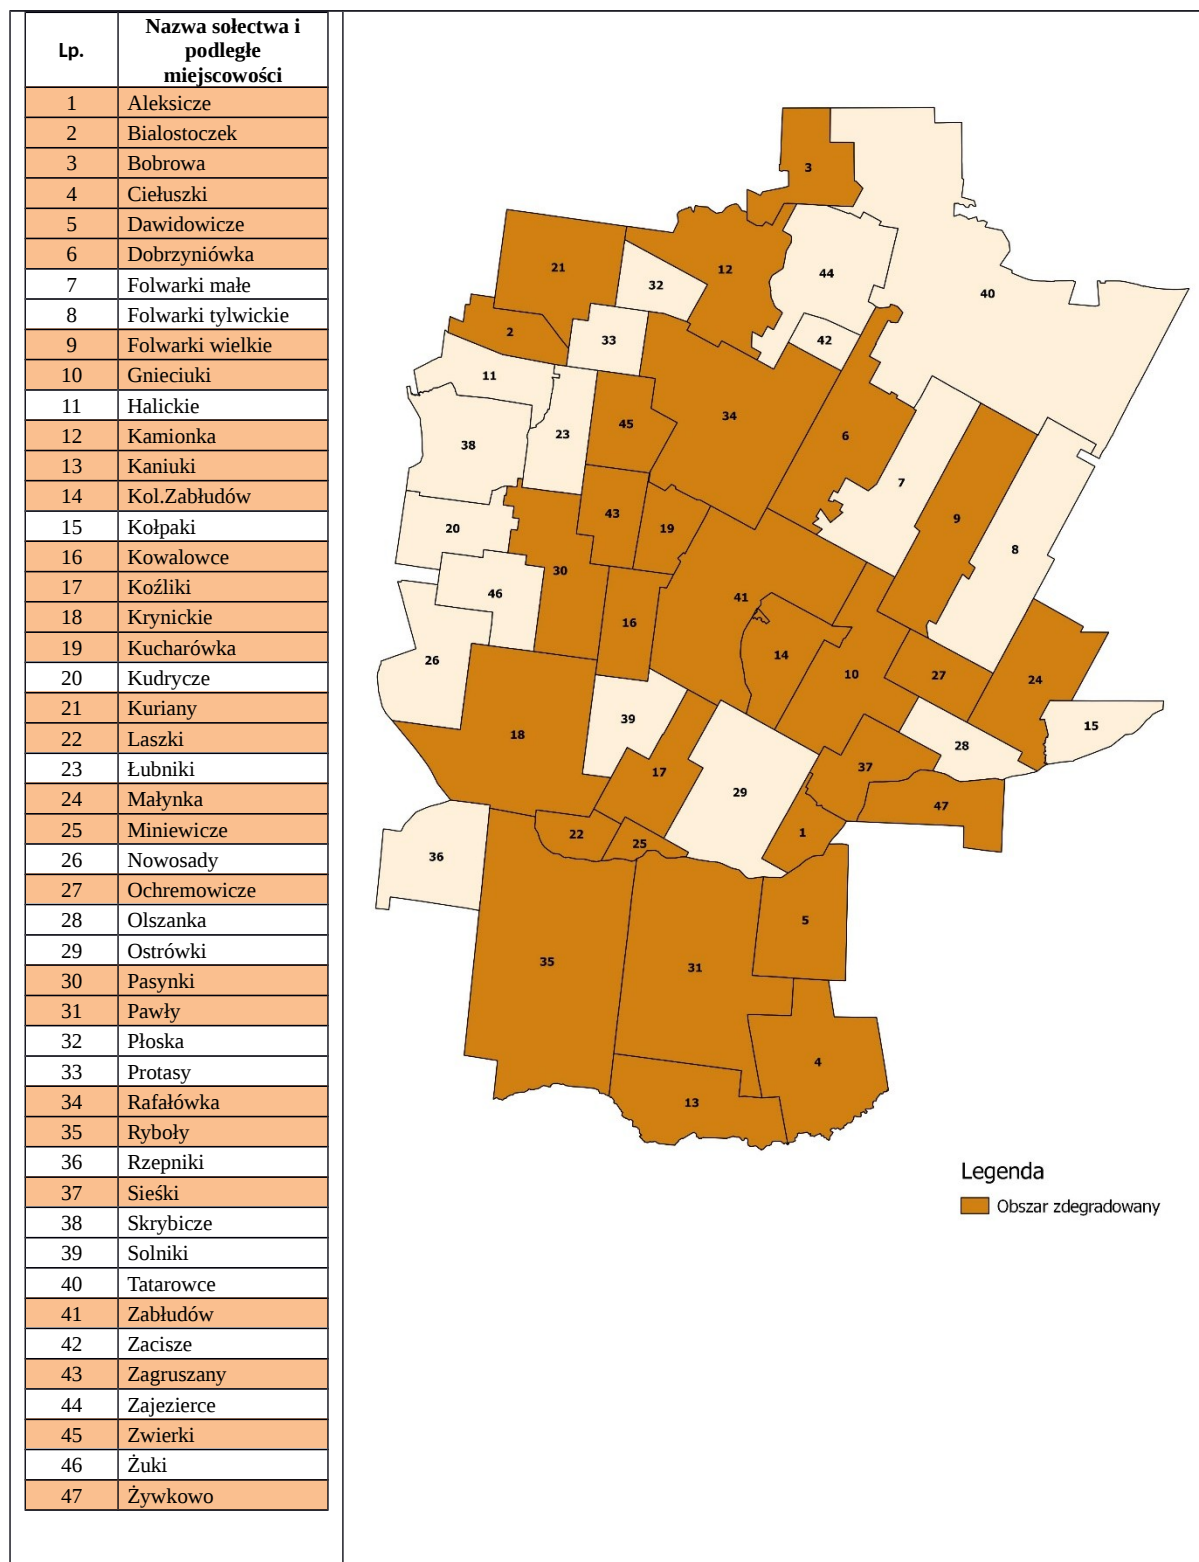 Lp. Nazwa sołectwa i
podległe
miejscowości
1 Aleksicze
2 Bialostoczek
3 Bobrowa
4 Ciełuszki
5 Dawidowicze
6 Dobrzyniówka
7 Folwarki małe
8 Folwarki tylwickie
9 Folwarki wielkie
10 Gnieciuki
11 Halickie
12 Kamionka
13 Kaniuki
14 Kol.Zabłudów
15 Kołpaki
16 Kowalowce
17 Koźliki
18 Krynickie
19 Kucharówka
20 Kudrycze
21 Kuriany
22 Laszki
23 Łubniki
24 Małynka
25 Miniewicze
26 Nowosady
27 Ochremowicze
28 Olszanka
29 Ostrówki
30 Pasynki
31 Pawły
32 Płoska
33 Protasy
34 Rafałówka
35 Ryboły
36 Rzepniki
37 Sieśki
38 Skrybicze
39 Solniki
40 Tatarowce
41 Zabłudów
42 Zacisze
43 Zagruszany
44 Zajezierce
45 Zwierki
46 Żuki
47 Żywkowo
3
21
12
44
32
40
2
33
42
11
34
45
23
6
38
7
9
20
43
19
8
30
46
41
16
14
26
10
27
24
39
18
15
28
17
37
29
47
22
1
25
36
5
35
31
4
13
Legenda
Obszar zdegradowany